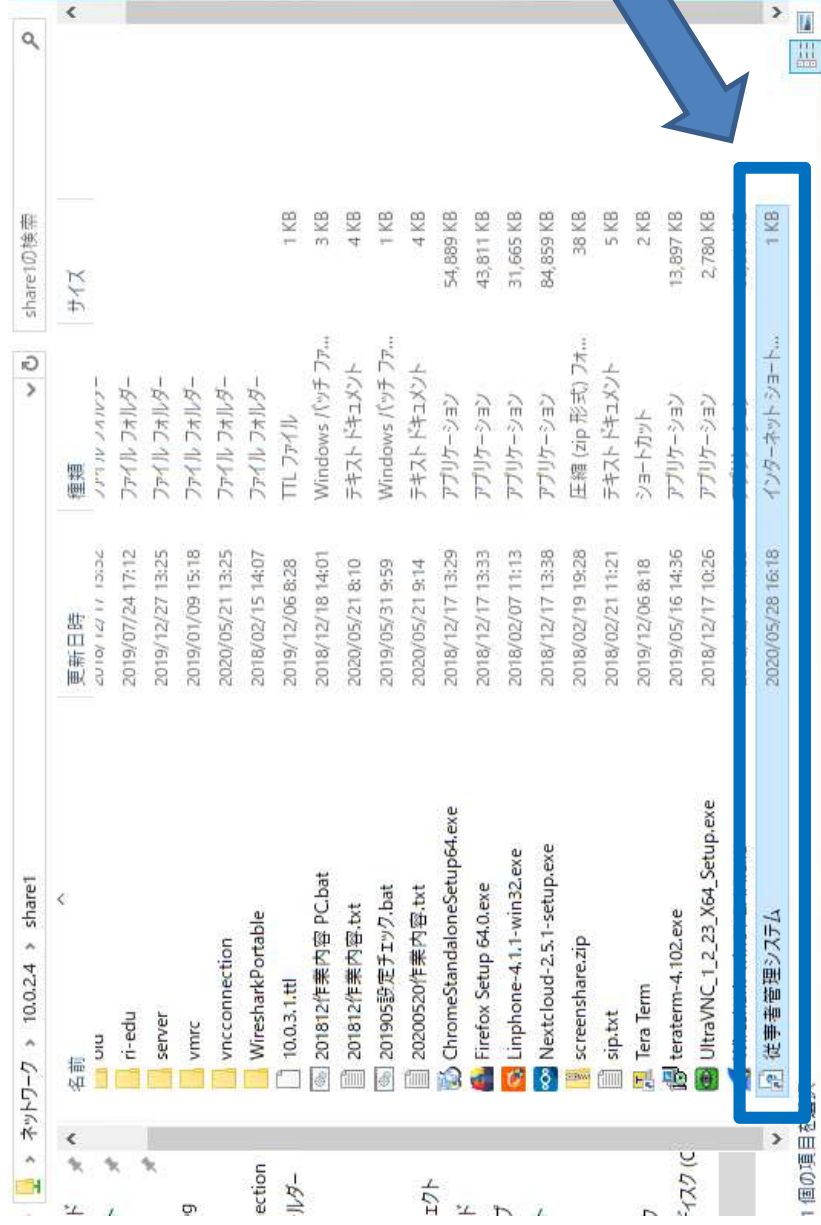 ネットワーク > 10.0.2.4 > share1
share1の検索
名前 更新日時 種類 サイズ
ri-edu 2019/07/24 17:12 ファイル フォルダー
server 2019/12/27 13:25 ファイル フォルダー
vmrc 2019/01/09 15:18 ファイル フォルダー
vncconnection 2020/05/21 13:25 ファイル フォルダー
WiresharkPortable 2018/02/15 14:07 ファイル フォルダー
10.0.3.1.ttl 2019/12/06 8:28 TTL ファイル 1 KB
201812作業内容 PC.bat 2018/12/18 14:01 Windows バッチ ファ... 3 KB
201812作業内容.txt 2020/05/21 8:10 テキスト ドキュメント 4 KB
201905設定チェック.bat 2019/05/31 9:59 Windows バッチ ファ... 1 KB
20200520作業内容.txt 2020/05/21 9:14 テキスト ドキュメント 4 KB
ChromeStandaloneSetup64.exe 2018/12/17 13:29 アプリケーション 54,889 KB
Firefox Setup 64.0.exe 2018/12/17 13:33 アプリケーション 43,811 KB
Linphone-4.1.1-win32.exe 2018/02/07 11:13 アプリケーション 31,665 KB
Nextcloud-2.5.1-setup.exe 2018/12/17 13:38 アプリケーション 84,859 KB
screenshare.zip 2018/02/19 19:28 圧縮 (zip 形式) フォ... 38 KB
sip.txt 2018/02/21 11:21 テキスト ドキュメント 5 KB
Tera Term 2019/12/06 8:18 ショートカット 2 KB
teraterm-4.102.exe 2019/05/16 14:36 アプリケーション 13,897 KB
UltraVNC_1_2_23_X64_Setup.exe 2018/12/17 10:26 アプリケーション 2,780 KB
従事者管理システム 2020/05/28 16:18 インターネット ショート... 1 KB
1 個の項目を選択